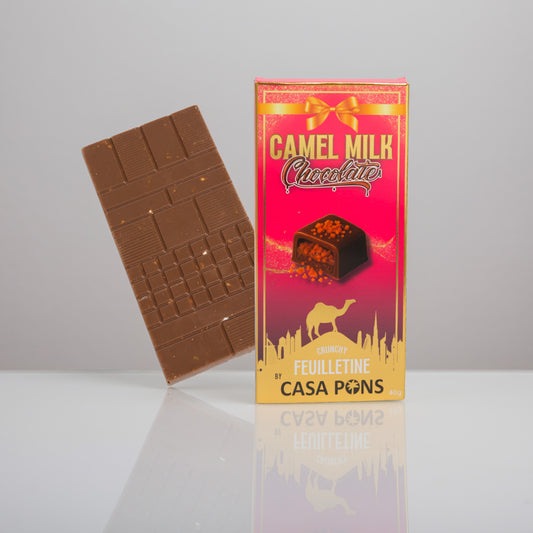 CAMEL MILK
Chocolate
CRUNCHY
FEUILLETINE
BY CASA PONS